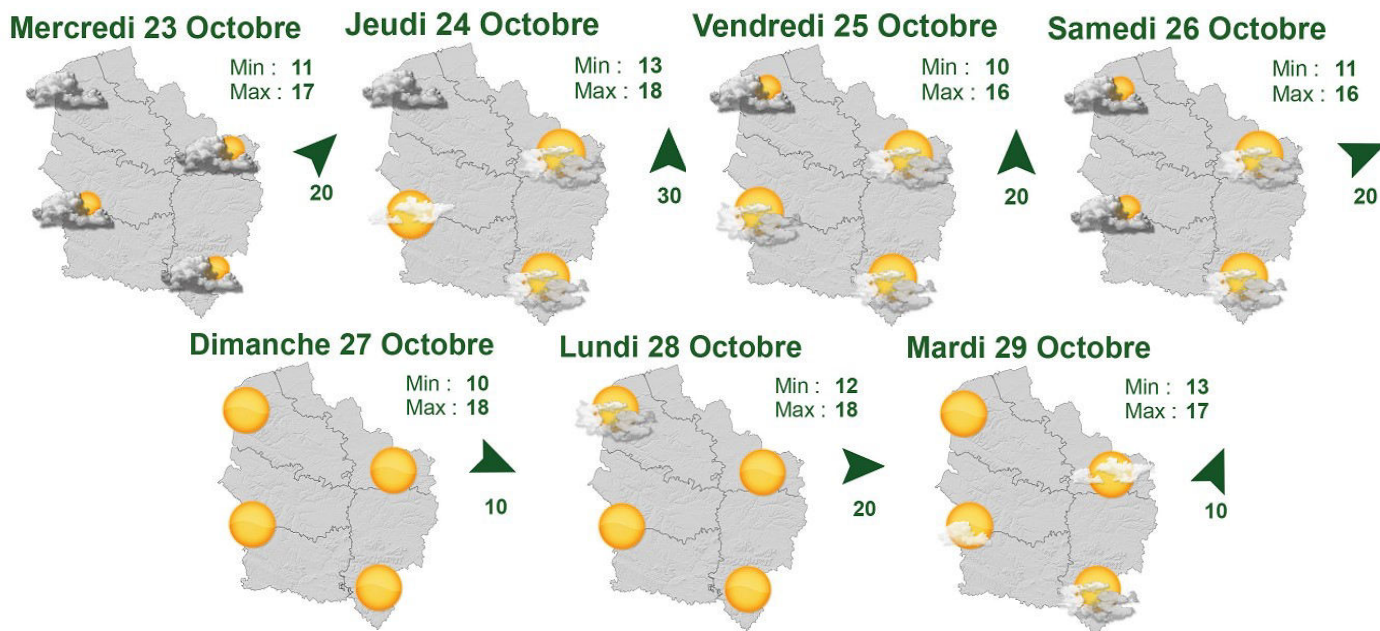 Mercredi 23 Octobre
Min : 11
Max : 17
20
Jeudi 24 Octobre
Min : 13
Max : 18
30
Vendredi 25 Octobre
Min : 10
Max : 16
20
Samedi 26 Octobre
Min : 11
Max : 16
20
Dimanche 27 Octobre
Min : 10
Max : 18
10
Lundi 28 Octobre
Min : 12
Max : 18
20
Mardi 29 Octobre
Min : 13
Max : 17
10